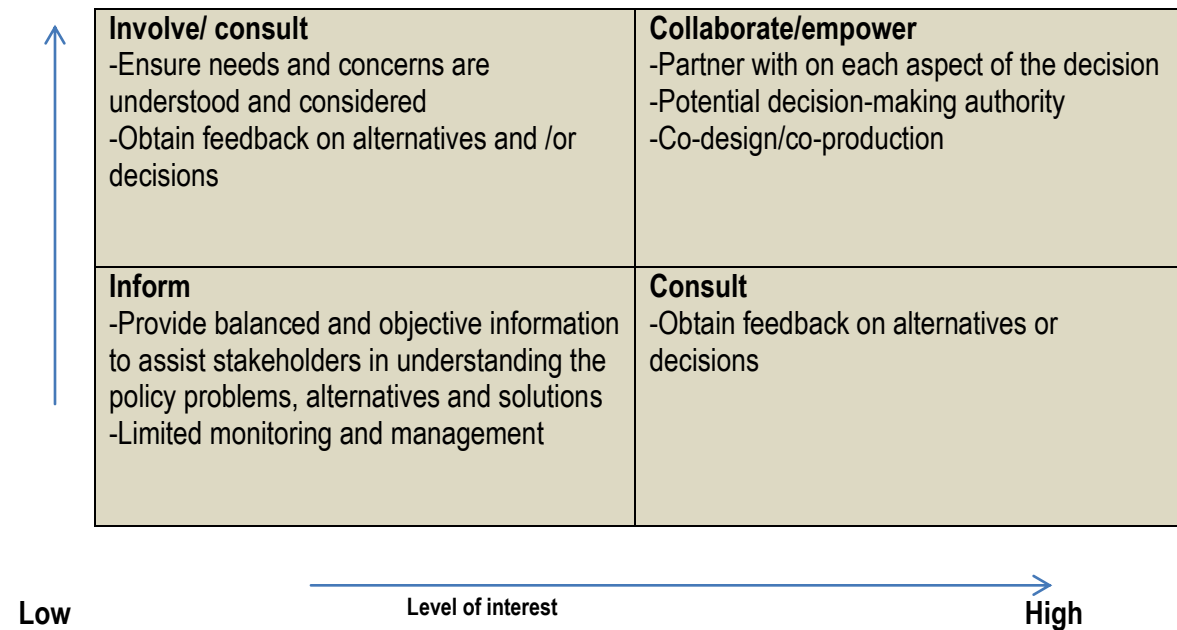 Involve/ consult
-Ensure needs and concerns are
understood and considered
-Obtain feedback on alternatives and /or
decisions
Collaborate/empower
-Partner with on each aspect of the decision
-Potential decision-making authority
-Co-design/co-production
Inform
-Provide balanced and objective information
to assist stakeholders in understanding the
policy problems, alternatives and solutions
-Limited monitoring and management
Consult
-Obtain feedback on alternatives or
decisions
Low
Level of interest
High